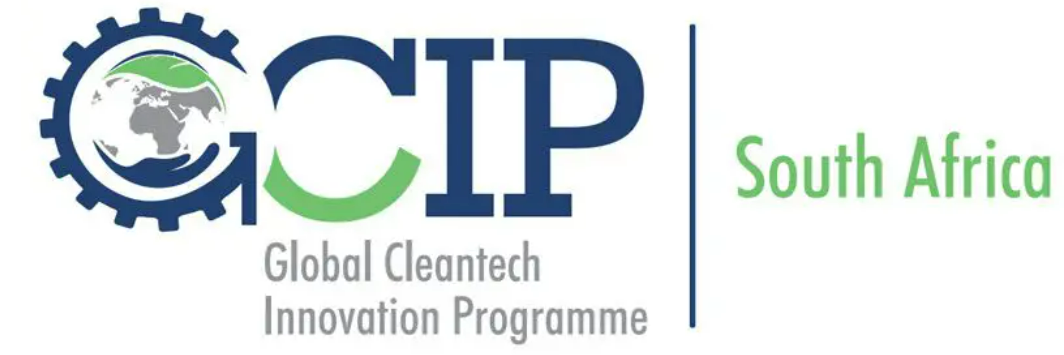 GCIP
Global Cleantech
Innovation Programme
South Africa